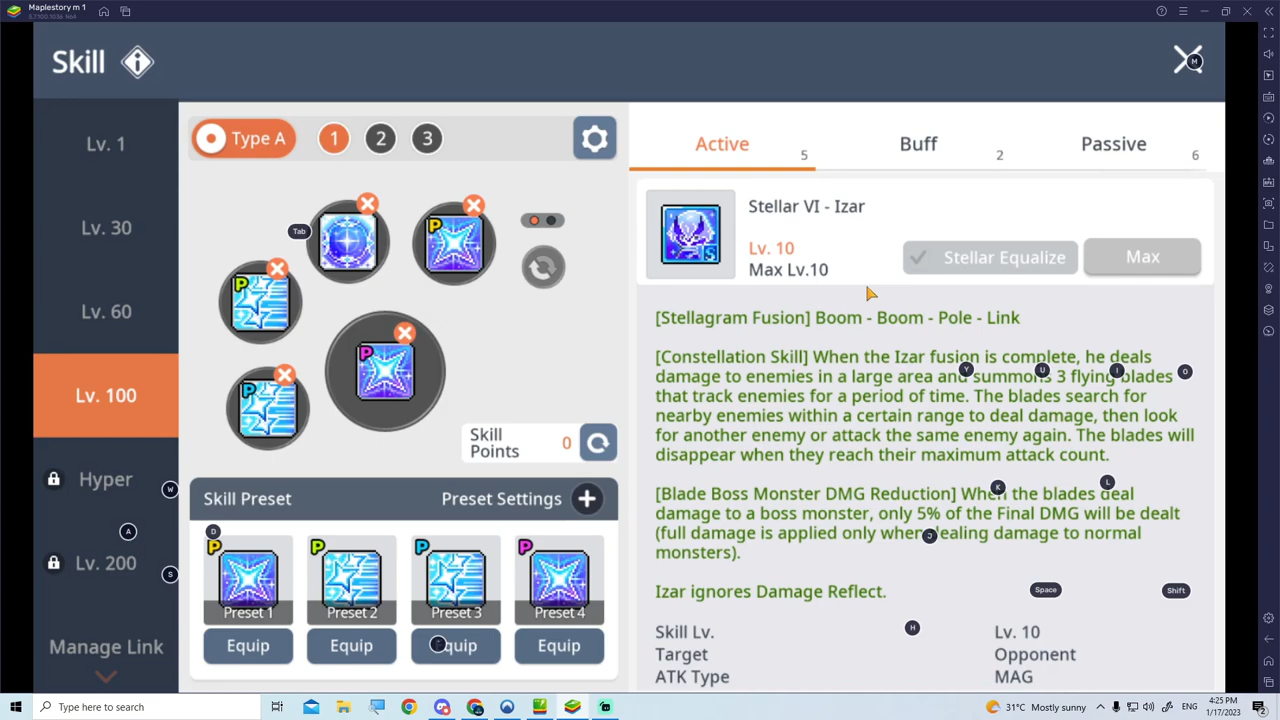 Maplestory m 1
5.7.100.1036 N64
Skill
M
Lv. 1
Lv. 30
Lv. 60
Lv. 100
Hyper
W
A
Lv. 200
S
Manage Link
Type A
1
2
3
Tab
P
P
P
P
Skill
Points
0
Skill Preset
Preset Settings
D
P
P
P
P
Preset 1
Preset 2
Preset 3
Preset 4
Equip
Equip
Equip
Equip
Active
5
Buff
2
Passive
6
S
Stellar VI - Izar
Lv. 10
Max Lv.10
Stellar Equalize
Max
[Stellagram Fusion] Boom - Boom - Pole - Link
[Constellation Skill] When the Izar fusion is complete, he deals
damage to enemies in a large area and summons 3 flying blades
Y
U
I
O
that track enemies for a period of time. The blades search for
nearby enemies within a certain range to deal damage, then look
for another enemy or attack the same enemy again. The blades will
disappear when they reach their maximum attack count.
K
L
[Blade Boss Monster DMG Reduction] When the blades deal
damage to a boss monster, only 5% of the Final DMG will be dealt
(full damage is applied only when dealing damage to normal
J
monsters).
Izar ignores Damage Reflect.
Space
Shift
H
Skill Lv.
Lv. 10
Target
Opponent
ATK Type
MAG
Type here to search
31°C Mostly sunny
ENG
4:25 PM
1/17/2023
2